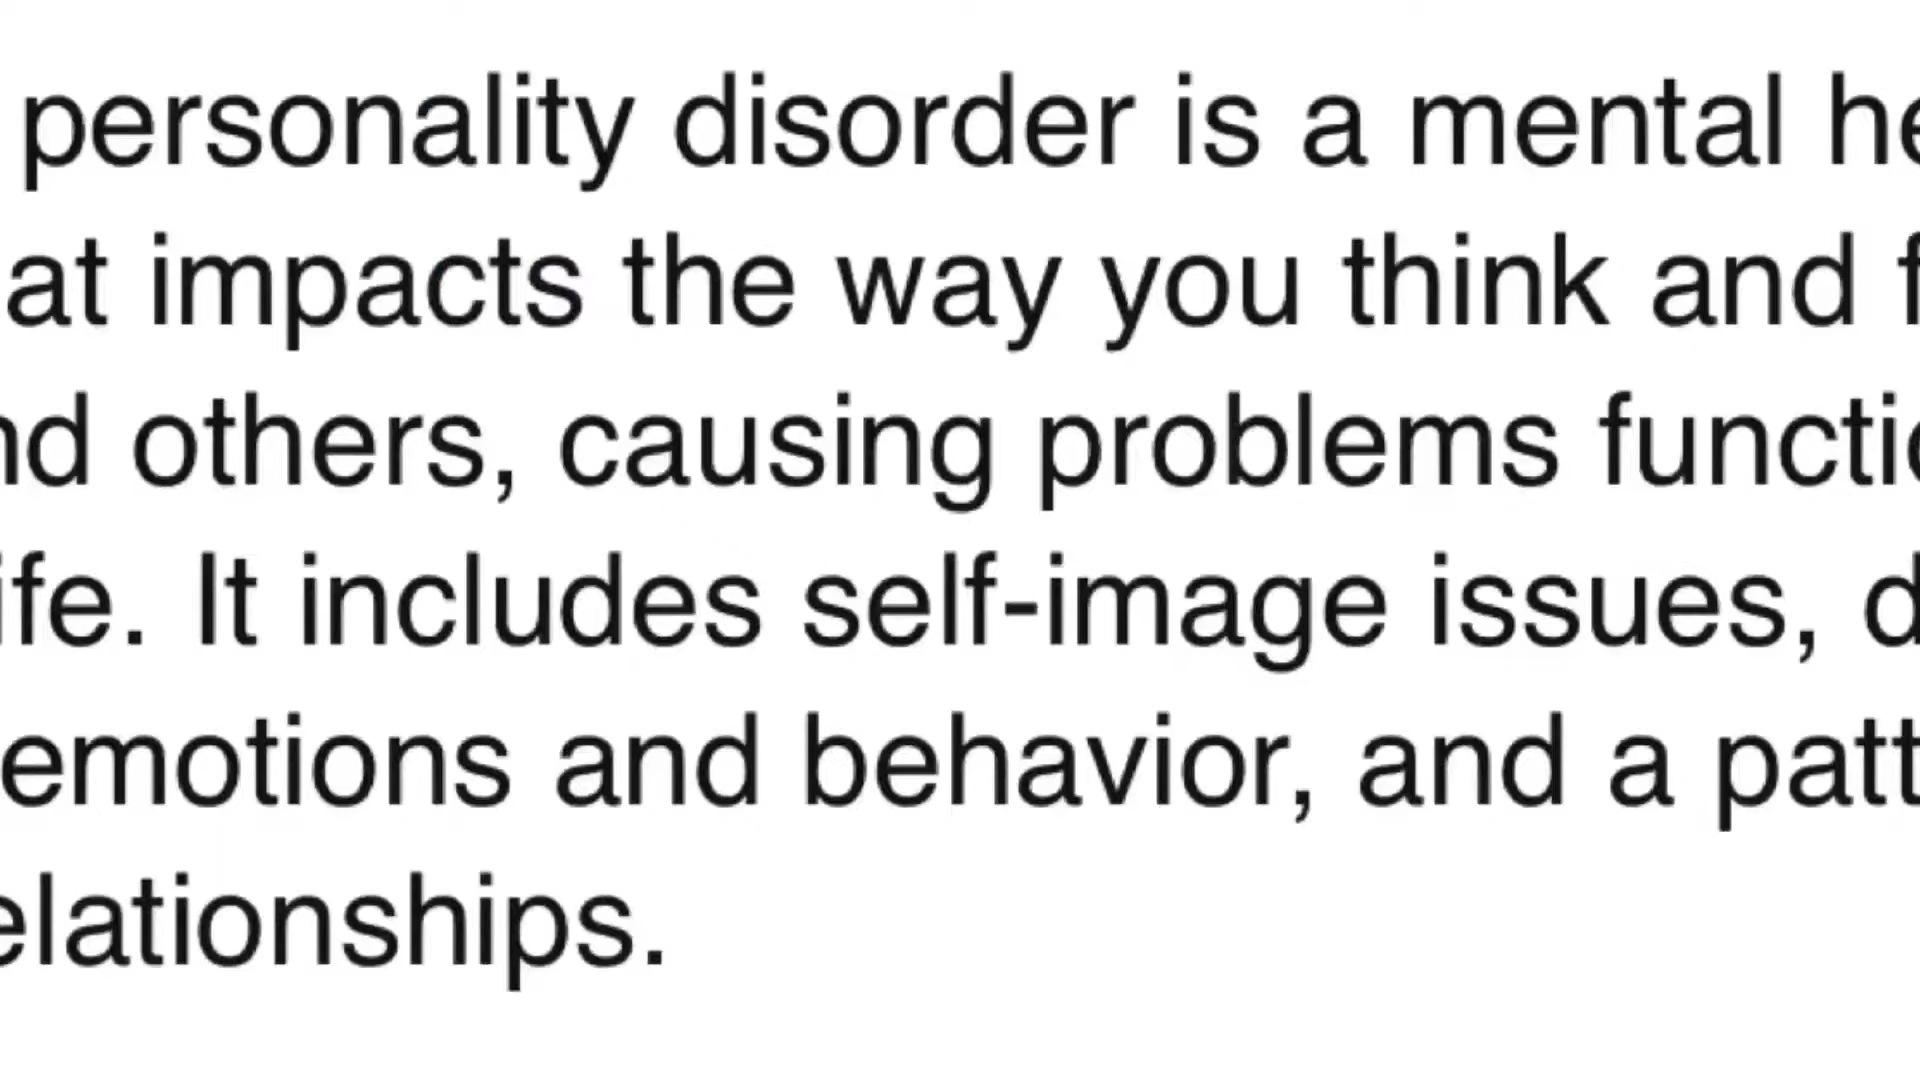 personality disorder is a mental he
at impacts the way you think and f
nd others, causing problems functio
ife. It includes self-image issues, d
emotions and behavior, and a patt
elationships.